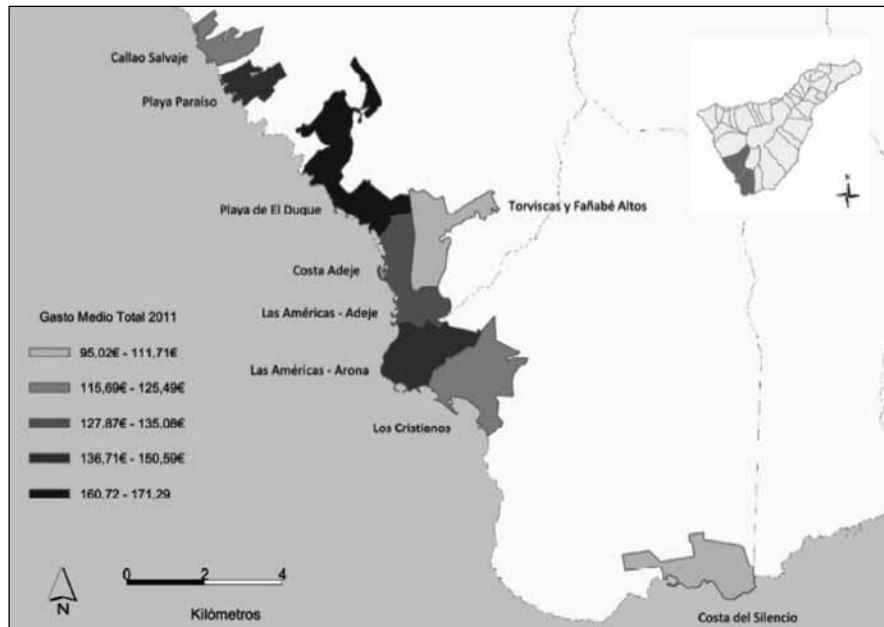 Callao Salvaje
Playa Paraíso
Playa de El Duque
Torviscas y Fañabé Altos
Costa Adeje
Las Américas - Adeje
Las Américas - Arona
Los Cristianos
Costa del Silencio
Gasto Medio Total 2011
95,02€ - 111,71€
115,69€ - 125,49€
127,87€ - 135,08€
136,71€ - 150,59€
160,72 - 171,29
N
0 2 4
Kilómetros
N